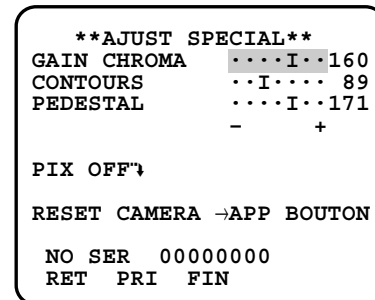 **AJUST SPECIAL**
GAIN CHROMA ····I··160
CONTOURS ··I···· 89
PEDESTAL ····I··171
- +
PIX OFF↴
RESET CAMERA →APP BOUTON
NO SER 00000000
RET PRI FIN